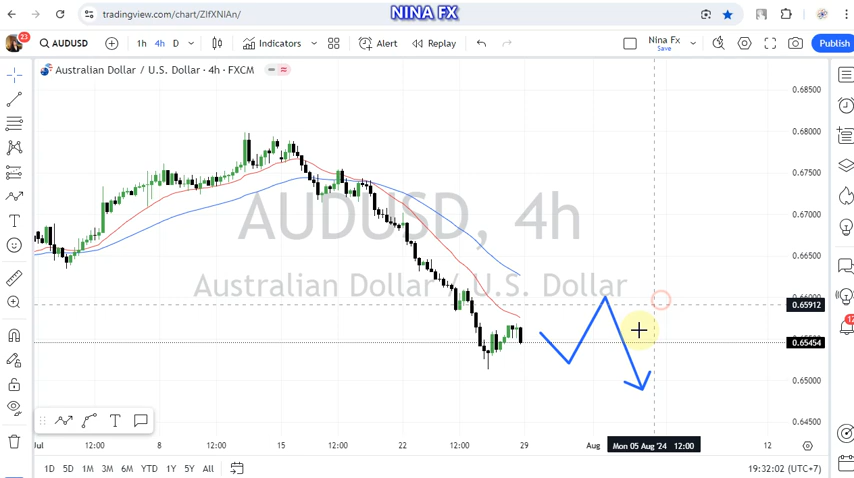 NINA FX
tradingview.com/chart/ZIfXNIAn/
23
AUDUSD
1h 4h D
Indicators
Alert
Replay
Nina Fx
Save
Publish
Australian Dollar / U.S. Dollar · 4h · FXCM
0.68500
0.68000
0.67500
0.67000
0.66500
0.65912
0.65454
0.65000
0.64500
AUDUSD, 4h
Australian Dollar / U.S. Dollar
Jul 12:00 8 12:00 15 12:00 22 12:00 29 Aug Mon 05 Aug '24 12:00 12
1D 5D 1M 3M 6M YTD 1Y 5Y All
19:32:02 (UTC+7)